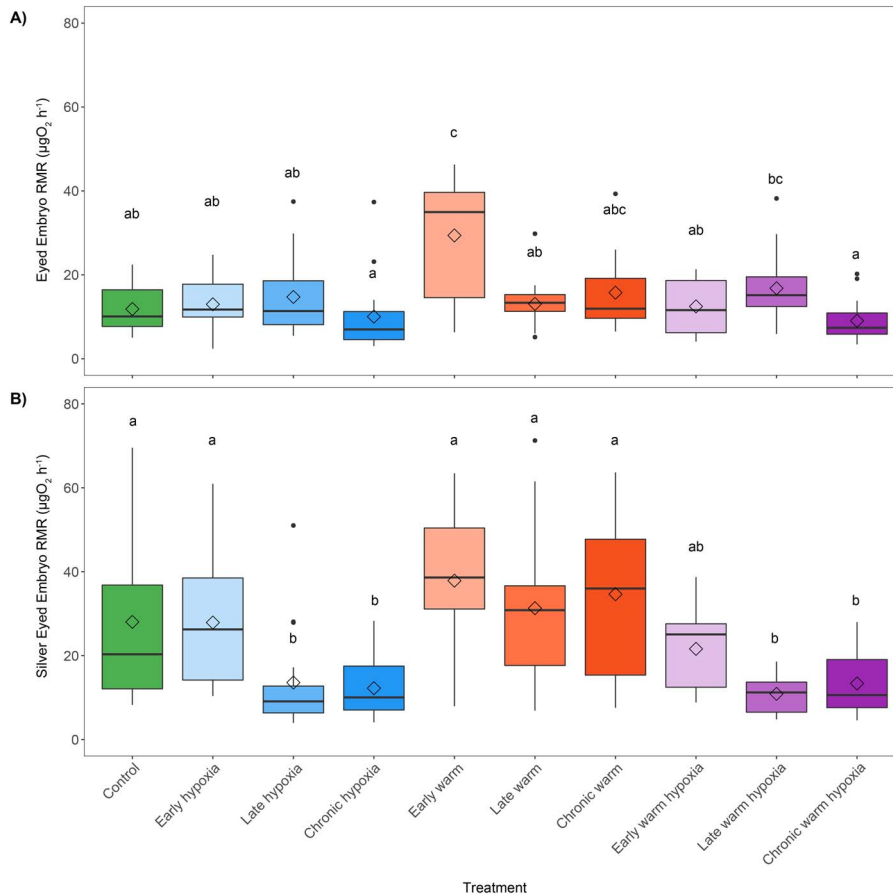 A)
Eyed Embryo RMR (µgO₂ h⁻¹)
80
60
40
20
0
ab
ab
ab
a
c
ab
abc
ab
bc
a
B)
Silver Eyed Embryo RMR (µgO₂ h⁻¹)
80
60
40
20
0
a
a
b
b
a
a
a
ab
b
b
Control
Early hypoxia
Late hypoxia
Chronic hypoxia
Early warm
Late warm
Chronic warm
Early warm hypoxia
Late warm hypoxia
Chronic warm hypoxia
Treatment